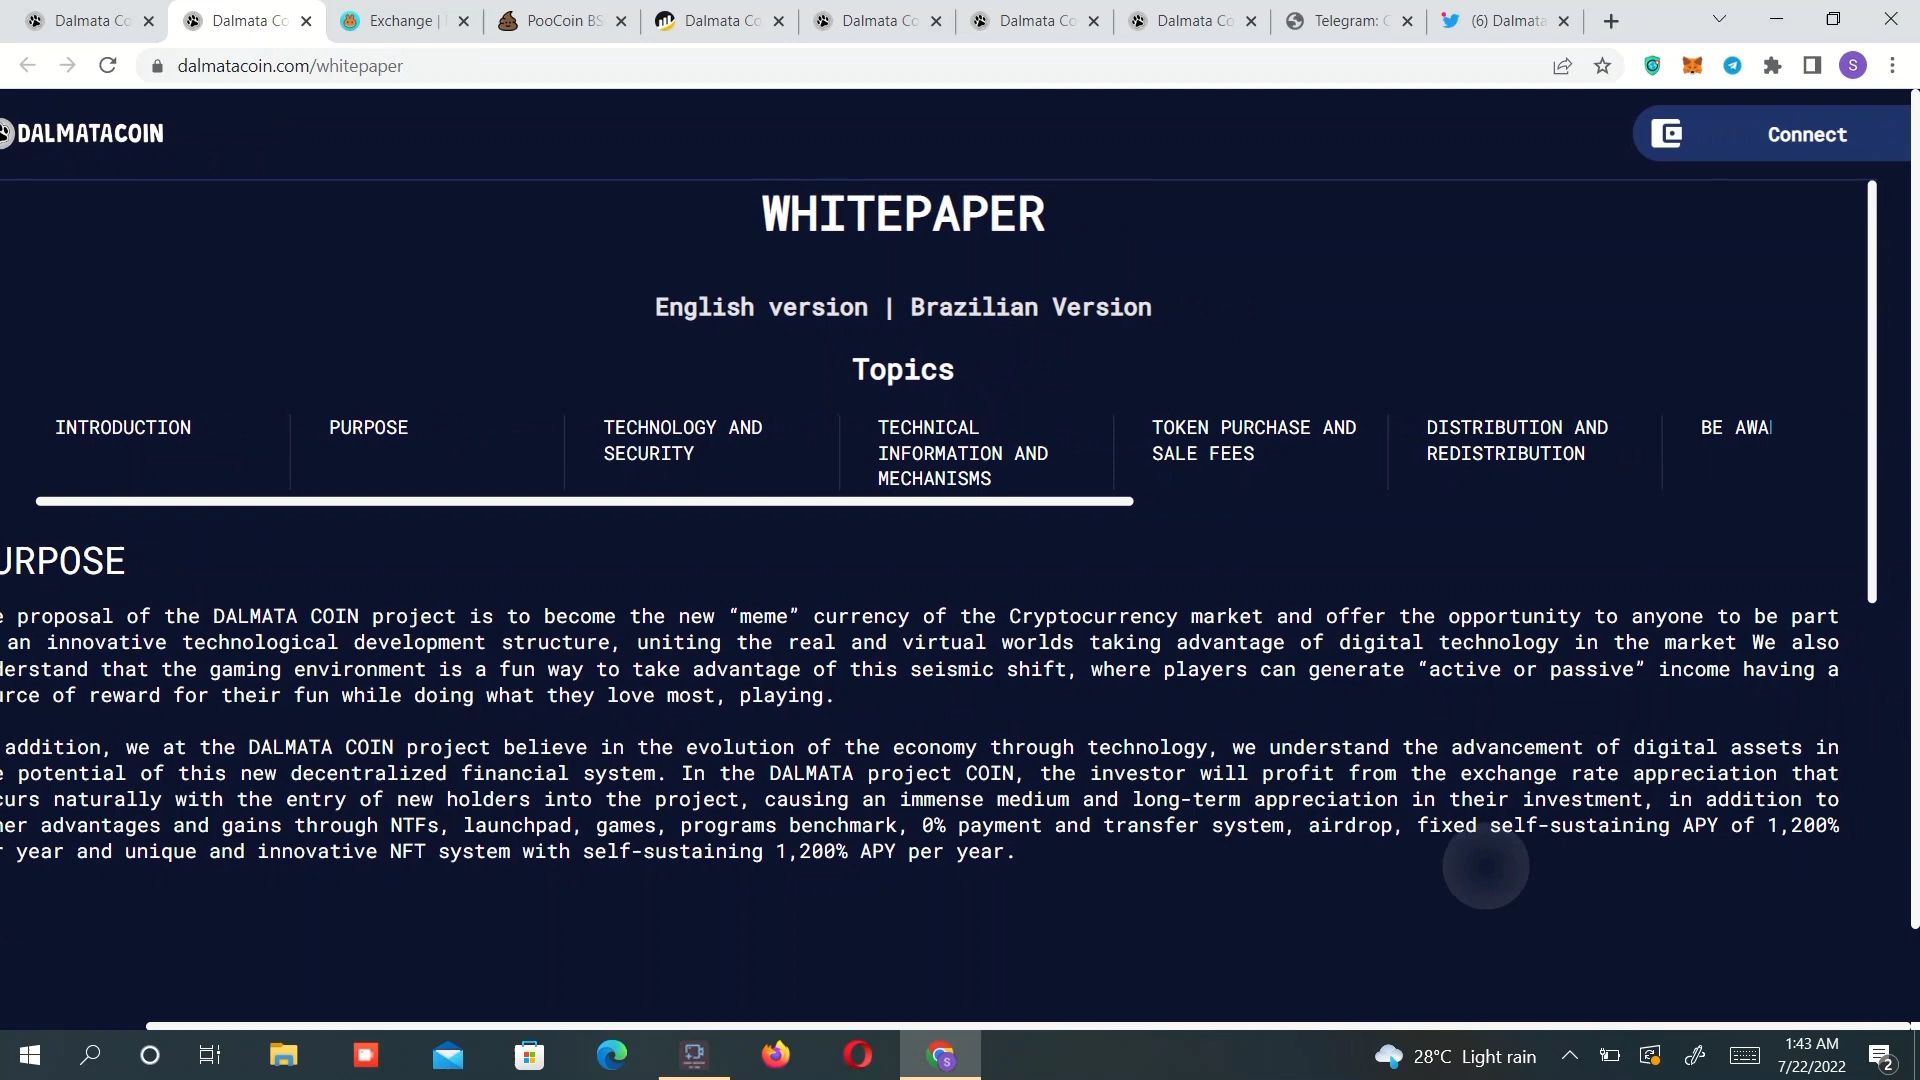 Dalmata Co
Dalmata Co
Exchange |
PooCoin BS
Dalmata Co
Dalmata Co
Dalmata Co
Dalmata Co
Telegram: C
(6) Dalmata
dalmatacoin.com/whitepaper
S
DALMATACOIN
Connect
WHITEPAPER
English version | Brazilian Version
Topics
INTRODUCTION
PURPOSE
TECHNOLOGY AND
SECURITY
TECHNICAL
INFORMATION AND
MECHANISMS
TOKEN PURCHASE AND
SALE FEES
DISTRIBUTION AND
REDISTRIBUTION
BE AWA
URPOSE
e proposal of the DALMATA COIN project is to become the new “meme” currency of the Cryptocurrency market and offer the opportunity to anyone to be part
an innovative technological development structure, uniting the real and virtual worlds taking advantage of digital technology in the market We also
derstand that the gaming environment is a fun way to take advantage of this seismic shift, where players can generate “active or passive” income having a
urce of reward for their fun while doing what they love most, playing.
addition, we at the DALMATA COIN project believe in the evolution of the economy through technology, we understand the advancement of digital assets in
e potential of this new decentralized financial system. In the DALMATA project COIN, the investor will profit from the exchange rate appreciation that
curs naturally with the entry of new holders into the project, causing an immense medium and long-term appreciation in their investment, in addition to
her advantages and gains through NTFs, launchpad, games, programs benchmark, 0% payment and transfer system, airdrop, fixed self-sustaining APY of 1,200%
r year and unique and innovative NFT system with self-sustaining 1,200% APY per year.
S
28°C Light rain
1:43 AM
7/22/2022
2